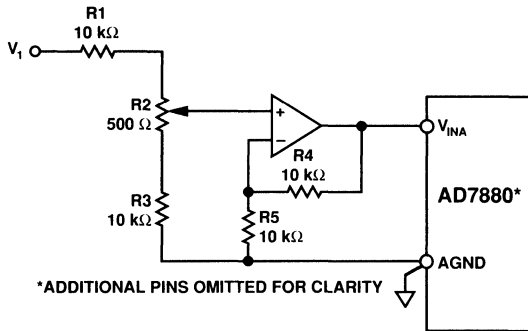 R1
10 kΩ
V1
R2
500 Ω
+
−
VINA
R4
10 kΩ
AD7880*
R3
10 kΩ
R5
10 kΩ
AGND
*ADDITIONAL PINS OMITTED FOR CLARITY